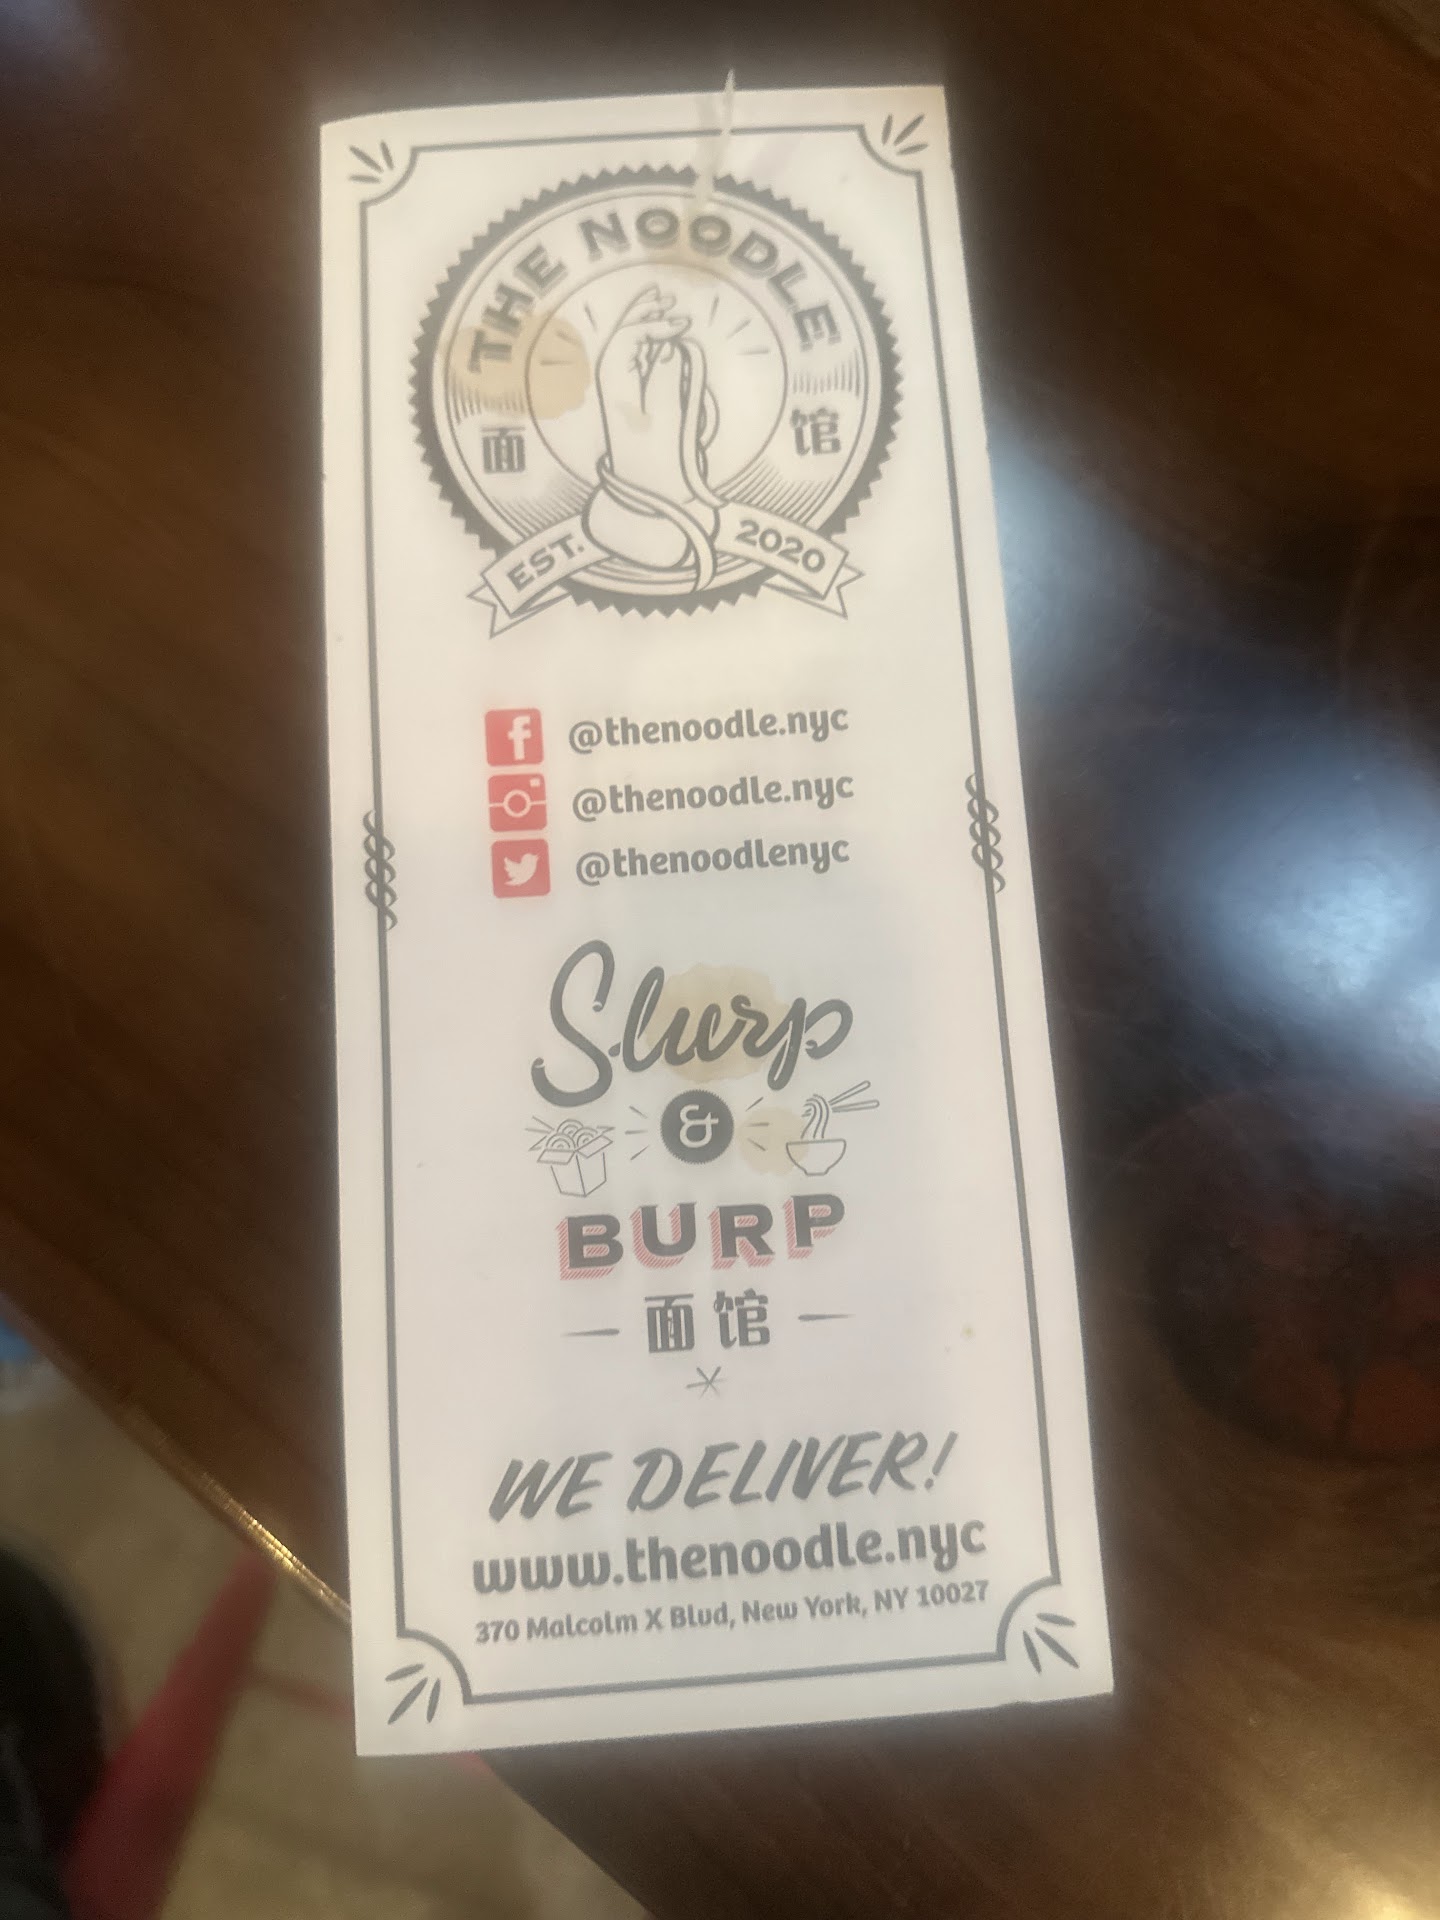 THE NOODLE
面 馆
EST. 2020
@thenoodle.nyc
@thenoodle.nyc
@thenoodlenyc
Slurp
&
BURP
面馆
WE DELIVER!
www.thenoodle.nyc
370 Malcolm X Blvd, New York, NY 10027